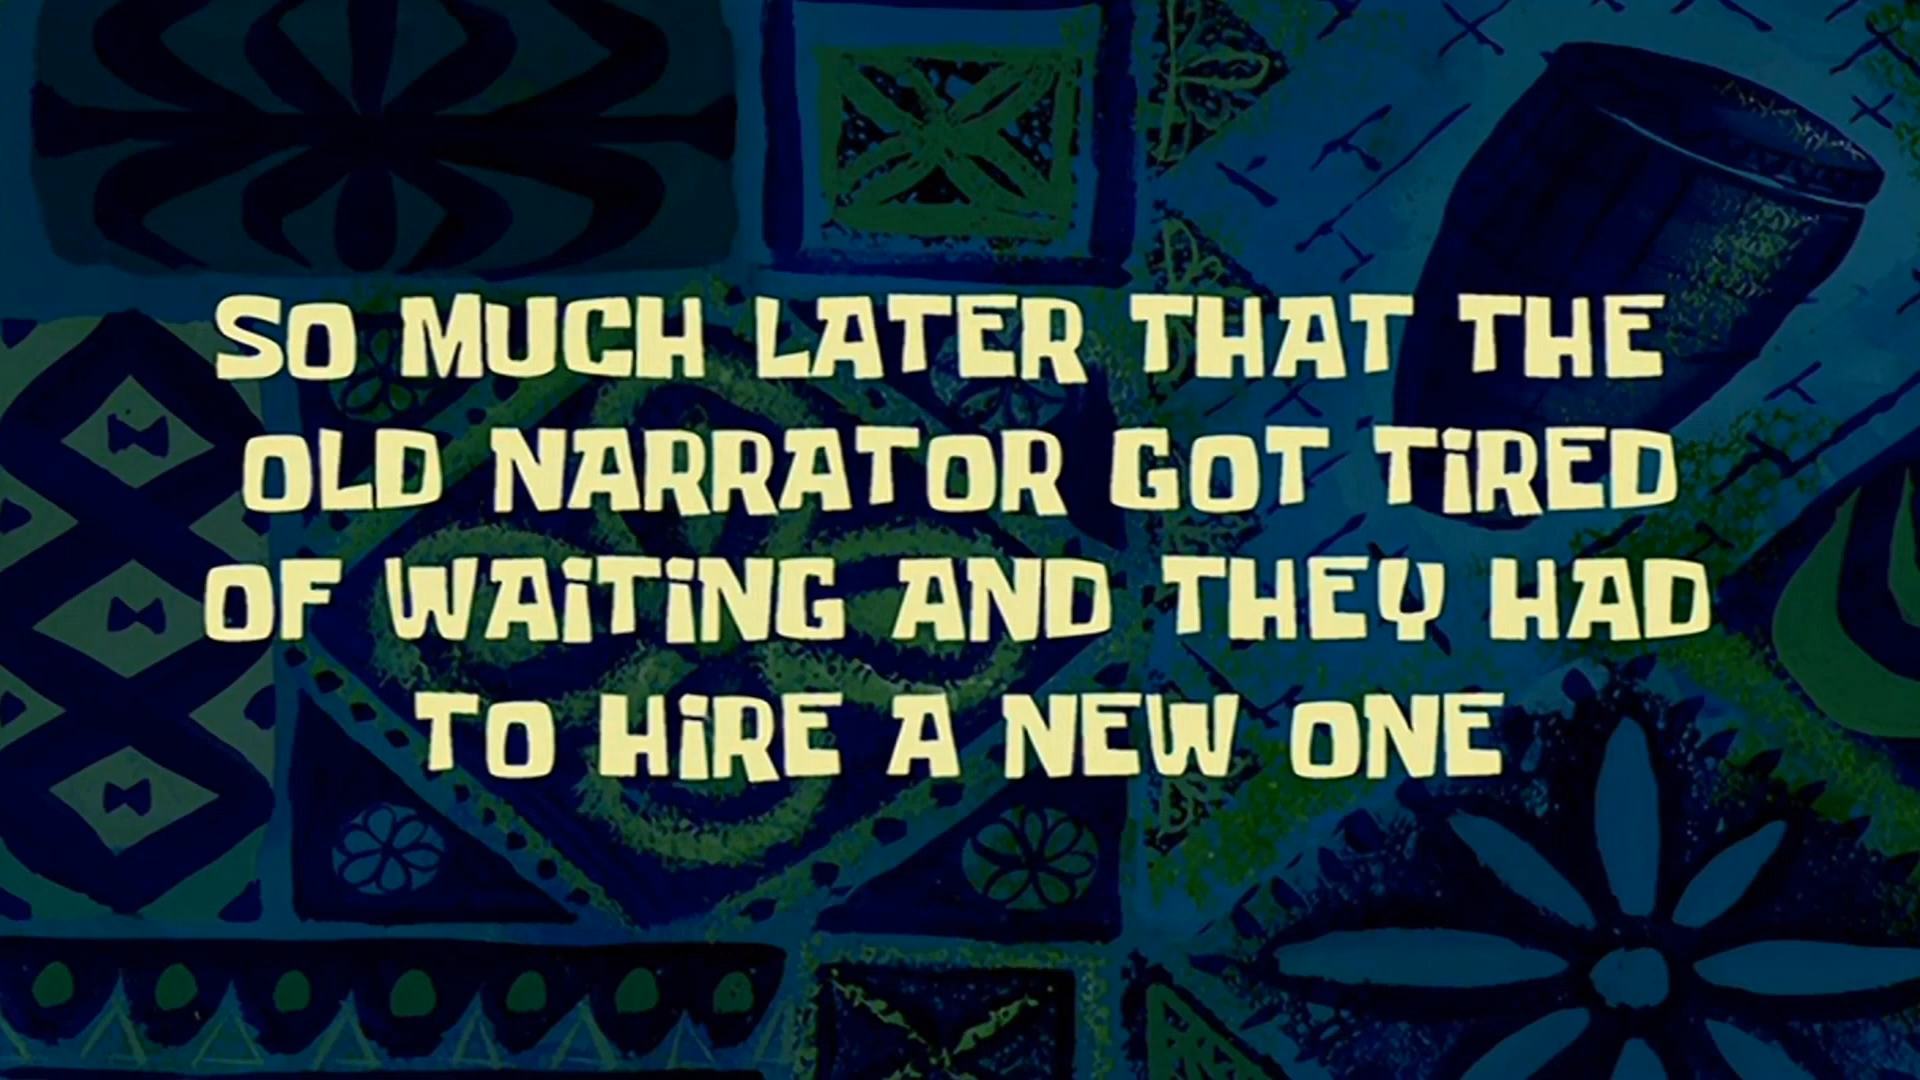 SO MUCH LATER THAT THE
OLD NARRATOR GOT TiRED
OF WAiTiNG AND THEY HAD
TO HiRE A NEW ONE